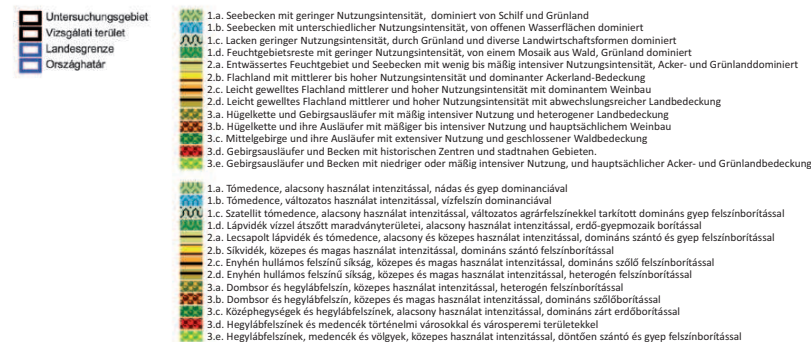 Untersuchungsgebiet
Vizsgálati terület
Landesgrenze
Országhatár
1.a. Seebecken mit geringer Nutzungsintensität, dominiert von Schilf und Grünland
1.b. Seebecken mit unterschiedlicher Nutzungsintensität, von offenen Wasserflächen dominiert
1.c. Lacken geringer Nutzungsintensität, durch Grünland und diverse Landwirtschaftsformen dominiert
1.d. Feuchtgebietsreste mit geringer Nutzungsintensität, von einem Mosaik aus Wald, Grünland dominiert
2.a. Entwässertes Feuchtgebiet und Seebecken mit wenig bis mäßig intensiver Nutzungsintensität, Acker- und Grünlanddominiert
2.b. Flachland mit mittlerer bis hoher Nutzungsintensität und dominanter Ackerland-Bedeckung
2.c. Leicht gewelltes Flachland mittlerer und hoher Nutzungsintensität mit dominantem Weinbau
2.d. Leicht gewelltes Flachland mittlerer und hoher Nutzungsintensität mit abwechslungsreicher Landbedeckung
3.a. Hügelkette und Gebirgsausläufer mit mäßig intensiver Nutzung und heterogener Landbedeckung
3.b. Hügelkette und ihre Ausläufer mit mäßiger bis intensiver Nutzung und hauptsächlichem Weinbau
3.c. Mittelgebirge und ihre Ausläufer mit extensiver Nutzung und geschlossener Waldbedeckung
3.d. Gebirgsausläufer und Becken mit historischen Zentren und stadtnahen Gebieten.
3.e. Gebirgsausläufer und Becken mit niedriger oder mäßig intensiver Nutzung, und hauptsächlicher Acker- und Grünlandbedeckung
1.a. Tómedence, alacsony használat intenzitással, nádas és gyep dominanciával
1.b. Tómedence, változatos használat intenzitással, vízfelszín dominanciával
1.c. Szatellit tómedence, alacsony használat intenzitással, változatos agrárfelszínekkel tarkított domináns gyep felszínborítással
1.d. Lápvidék vízzel átszőtt maradványterületei, alacsony használat intenzitással, erdő-gyepmozaik borítással
2.a. Lecsapolt lápvidék és tómedence, alacsony és közepes használat intenzitással, domináns szántó és gyep felszínborítással
2.b. Síkvidék, közepes és magas használat intenzitással, domináns szántó felszínborítással
2.c. Enyhén hullámos felszínű síkság, közepes és magas használat intenzitással, domináns szőlő felszínborítással
2.d. Enyhén hullámos felszínű síkság, közepes és magas használat intenzitással, heterogén felszínborítással
3.a. Dombsor és hegylábfelszín, közepes használat intenzitással, heterogén felszínborítással
3.b. Dombsor és hegylábfelszín, közepes és magas használat intenzitással, domináns szőlőborítással
3.c. Középhegységek és hegylábfelszínek, alacsony használat intenzitással, domináns zárt erdőborítással
3.d. Hegylábfelszínek és medencék történelmi városokkal és városperemi területekkel
3.e. Hegylábfelszínek, medencék és völgyek, közepes használat intenzitással, döntően szántó és gyep felszínborítással